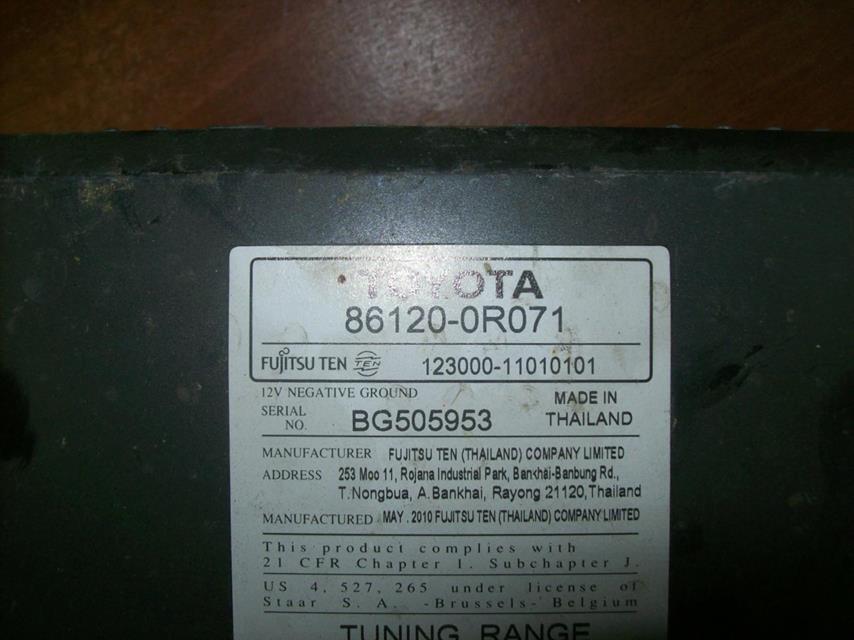 TOYOTA
86120-0R071
FUJITSU TEN TEN 123000-11010101
12V NEGATIVE GROUND
MADE IN
THAILAND
SERIAL
NO.
BG505953
MANUFACTURER FUJITSU TEN (THAILAND) COMPANY LIMITED
ADDRESS 253 Moo 11, Rojana Industrial Park, Bankhai-Banbung Rd.,
T.Nongbua, A.Bankhai, Rayong 21120,Thailand
MANUFACTURED MAY . 2010 FUJITSU TEN (THAILAND) COMPANY LIMITED
This product complies with
21 CFR Chapter I. Subchapter J.
US 4, 527, 265 under license of
Staar S. A. -Brussels- Belgium
TUNING RANGE